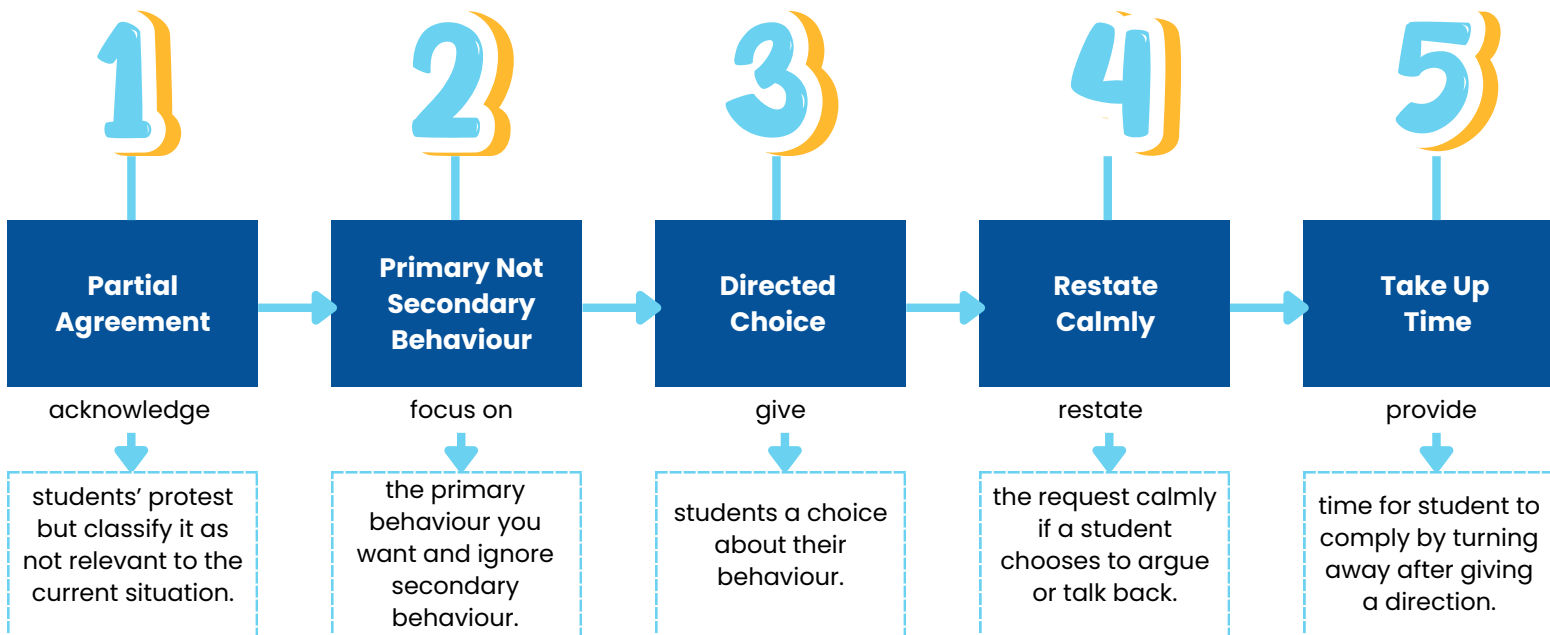 1
2
3
4
5
Partial
Agreement
Primary Not
Secondary
Behaviour
Directed
Choice
Restate
Calmly
Take Up
Time
acknowledge
focus on
give
restate
provide
students’ protest
but classify it as
not relevant to the
current situation.
the primary
behaviour you
want and ignore
secondary
behaviour.
students a choice
about their
behaviour.
the request calmly
if a student
chooses to argue
or talk back.
time for student to
comply by turning
away after giving
a direction.